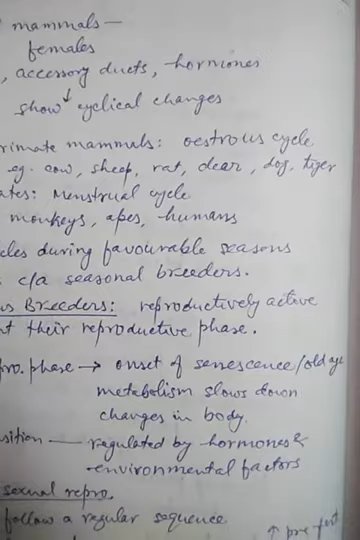 mammals —
females
, accessory ducts, hormones
↓
show cyclical changes
rimate mammals: oestrous cycle.
eg. cow, sheep, rat, dear, dog, tiger
ates: Menstrual cycle
monkeys, apes, humans
cles during favourable seasons
c/a seasonal breeders.
us Breeders: reproductively active
t their reproductive phase.
pro. phase → onset of senescence/old age
metabolism slows down
changes in body.
sition — regulated by hormones &
environmental factors
sexual repro.
follow a regular sequence
↑ pre-fert